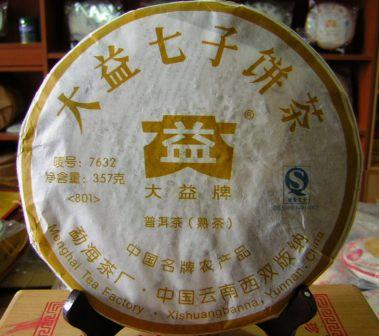 大益七子饼茶
益
®
唛号:7632
净含量:357克
<801>
大益牌
普洱茶(熟茶)
中国名牌农产品
勐海茶厂·中国云南西双版纳
Menghai Tea Factory · Xishuangbanna, Yunnan · China